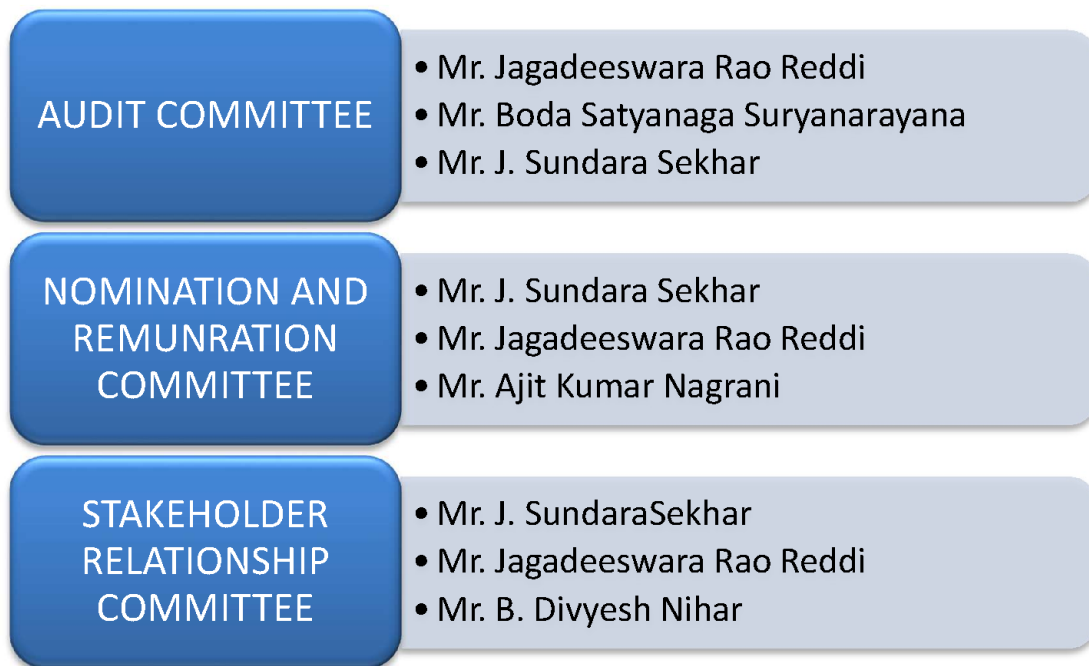 AUDIT COMMITTEE
• Mr. Jagadeeswara Rao Reddi
• Mr. Boda Satyanaga Suryanarayana
• Mr. J. Sundara Sekhar
NOMINATION AND
REMUNRATION
COMMITTEE
• Mr. J. Sundara Sekhar
• Mr. Jagadeeswara Rao Reddi
• Mr. Ajit Kumar Nagrani
STAKEHOLDER
RELATIONSHIP
COMMITTEE
• Mr. J. SundaraSekhar
• Mr. Jagadeeswara Rao Reddi
• Mr. B. Divyesh Nihar